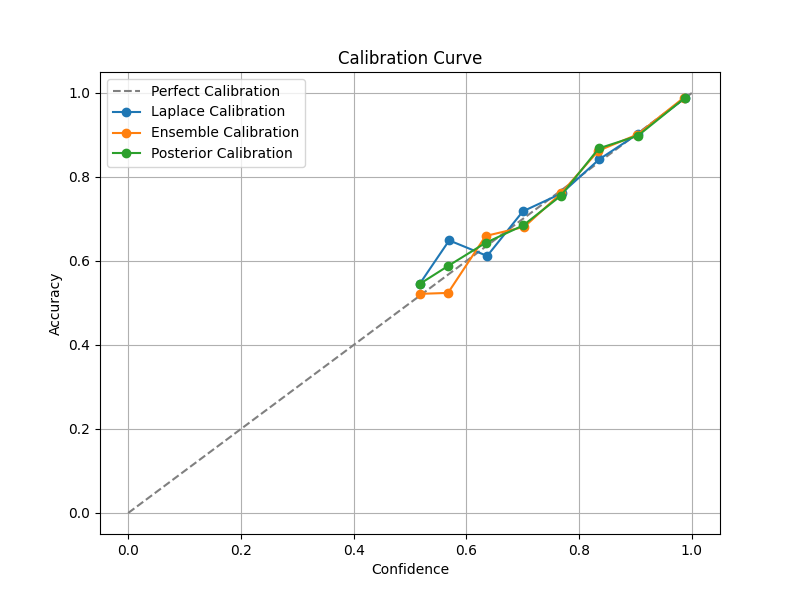 Calibration Curve
Perfect Calibration
Laplace Calibration
Ensemble Calibration
Posterior Calibration
1.0
0.8
0.6
0.4
0.2
0.0
Accuracy
0.0 0.2 0.4 0.6 0.8 1.0
Confidence